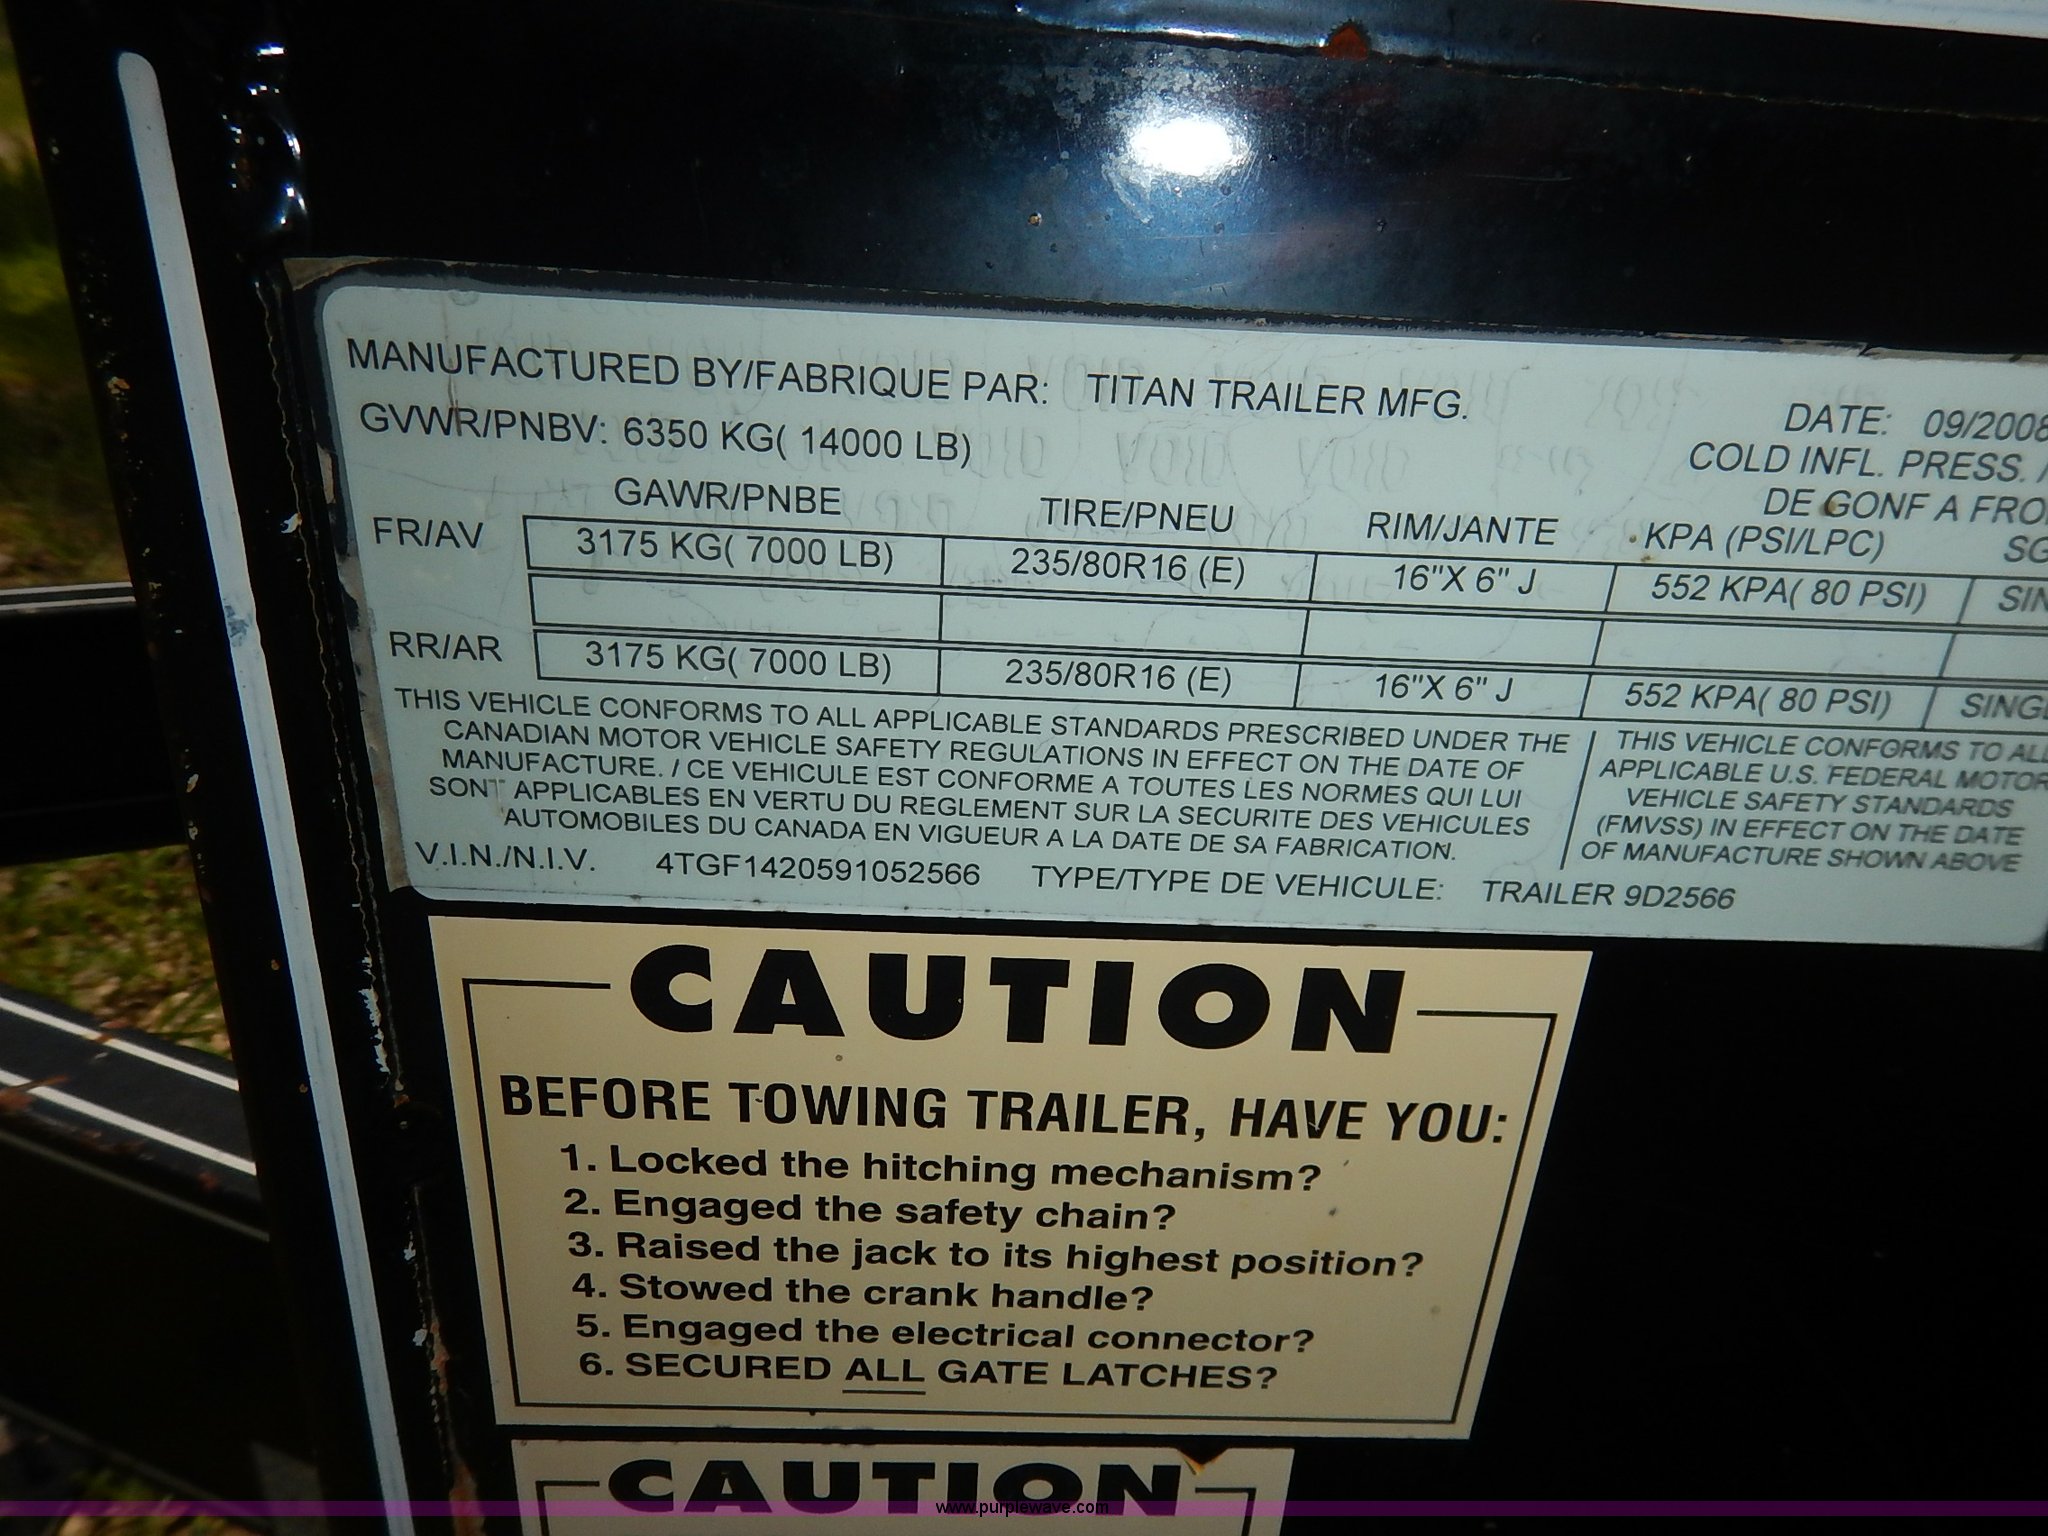 MANUFACTURED BY/FABRIQUE PAR: TITAN TRAILER MFG.
DATE: 09/2008
GVWR/PNBV: 6350 KG( 14000 LB)
COLD INFL. PRESS. /
DE GONF A FROI
GAWR/PNBE TIRE/PNEU RIM/JANTE KPA (PSI/LPC)
FR/AV 3175 KG( 7000 LB) 235/80R16 (E) 16"X 6" J 552 KPA( 80 PSI)
RR/AR 3175 KG( 7000 LB) 235/80R16 (E) 16"X 6" J 552 KPA( 80 PSI)
THIS VEHICLE CONFORMS TO ALL APPLICABLE STANDARDS PRESCRIBED UNDER THE
CANADIAN MOTOR VEHICLE SAFETY REGULATIONS IN EFFECT ON THE DATE OF
MANUFACTURE. / CE VEHICULE EST CONFORME A TOUTES LES NORMES QUI LUI
SONT APPLICABLES EN VERTU DU REGLEMENT SUR LA SECURITE DES VEHICULES
AUTOMOBILES DU CANADA EN VIGUEUR A LA DATE DE SA FABRICATION.
THIS VEHICLE CONFORMS TO ALL
APPLICABLE U.S. FEDERAL MOTOR
VEHICLE SAFETY STANDARDS
(FMVSS) IN EFFECT ON THE DATE
OF MANUFACTURE SHOWN ABOVE
V.I.N./N.I.V. 4TGF1420591052566 TYPE/TYPE DE VEHICULE: TRAILER 9D2566
CAUTION
BEFORE TOWING TRAILER, HAVE YOU:
1. Locked the hitching mechanism?
2. Engaged the safety chain?
3. Raised the jack to its highest position?
4. Stowed the crank handle?
5. Engaged the electrical connector?
6. SECURED ALL GATE LATCHES?
CAUTION
www.purplewave.com